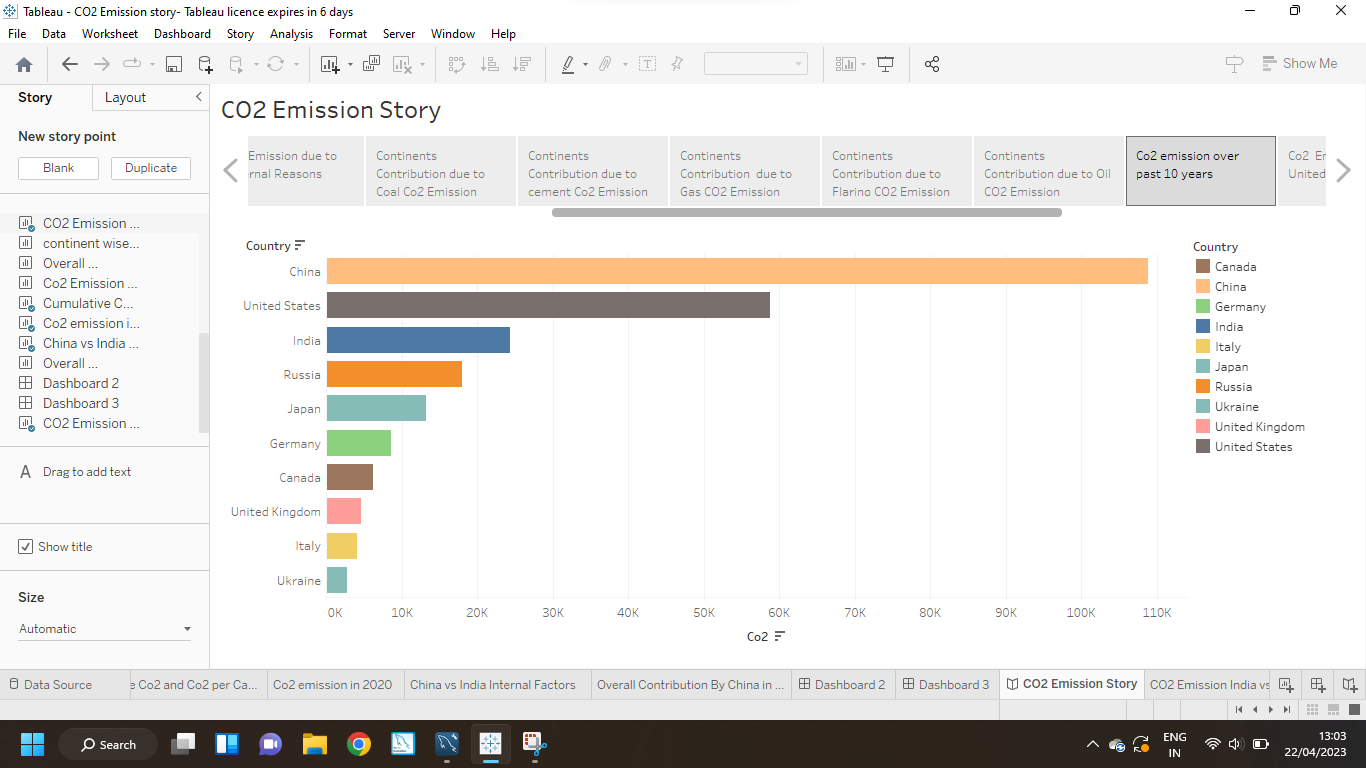 Tableau - CO2 Emission story- Tableau licence expires in 6 days
File Data Worksheet Dashboard Story Analysis Format Server Window Help
Show Me
Story Layout
New story point
Blank Duplicate
CO2 Emission ...
continent wise...
Overall ...
Co2 Emission ...
Cumulative C...
Co2 emission i...
China vs India ...
Overall ...
Dashboard 2
Dashboard 3
CO2 Emission ...
A Drag to add text
Show title
Size
Automatic
CO2 Emission Story
Emission due to
rnal Reasons
Continents
Contribution due to
Coal Co2 Emission
Continents
Contribution due to
cement Co2 Emission
Continents
Contribution due to
Gas CO2 Emission
Continents
Contribution due to
Flaring CO2 Emission
Continents
Contribution due to Oil
CO2 Emission
Co2 emission over
past 10 years
Co2 Er
United
Country
China
United States
India
Russia
Japan
Germany
Canada
United Kingdom
Italy
Ukraine
0K 10K 20K 30K 40K 50K 60K 70K 80K 90K 100K 110K
Co2
Country
Canada
China
Germany
India
Italy
Japan
Russia
Ukraine
United Kingdom
United States
Data Source e Co2 and Co2 per Ca... Co2 emission in 2020 China vs India Internal Factors Overall Contribution By China in ... Dashboard 2 Dashboard 3 CO2 Emission Story CO2 Emission India vs
Search
ENG
IN
13:03
22/04/2023